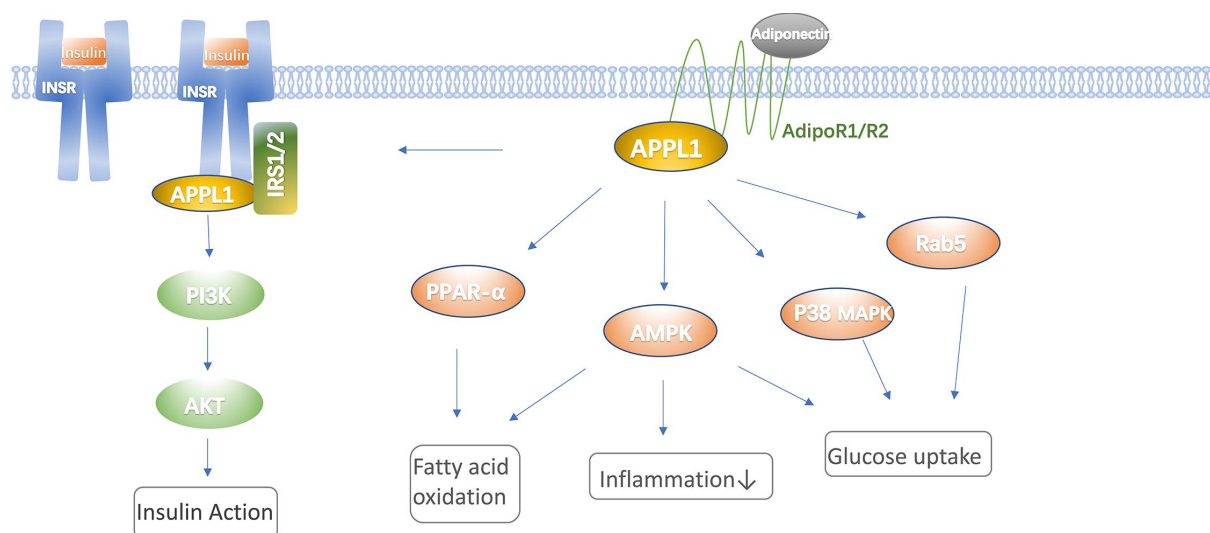 Adiponectin
Insulin
Insulin
INSR
INSR
AdipoR1/R2
APPL1
IRS1/2
APPL1
Rab5
PI3K
PPAR-α
P38 MAPK
AMPK
AKT
Fatty acid
oxidation
Inflammation↓
Glucose uptake
Insulin Action